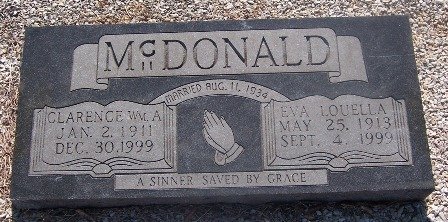 McDONALD
MARRIED AUG. 11, 1934
CLARENCE WM. A.
JAN. 2, 1911
DEC. 30, 1999
EVA LOUELLA
MAY 25, 1913
SEPT. 4, 1999
A SINNER SAVED BY GRACE